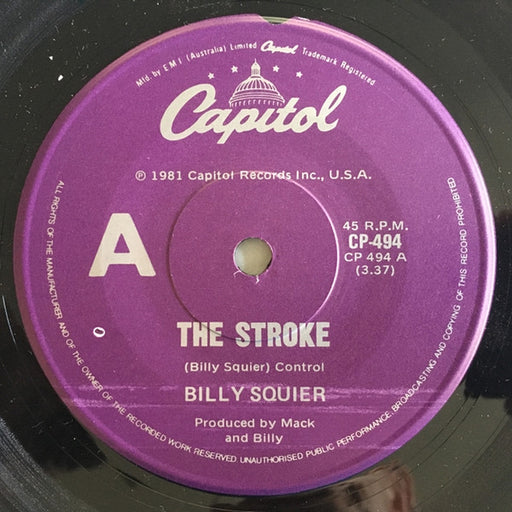 Mfd. by E M I (Australia) Limited Capitol Trademark Registered
Capitol
℗ 1981 Capitol Records Inc., U.S.A.
A
45 R.P.M.
CP-494
CP 494 A
(3.37)
THE STROKE
(Billy Squier) Control
BILLY SQUIER
Produced by Mack
and Billy
ALL RIGHTS OF THE MANUFACTURER AND OF THE OWNER OF THE RECORDED WORK RESERVED. UNAUTHORISED PUBLIC PERFORMANCE, BROADCASTING AND COPYING OF THIS RECORD PROHIBITED
0